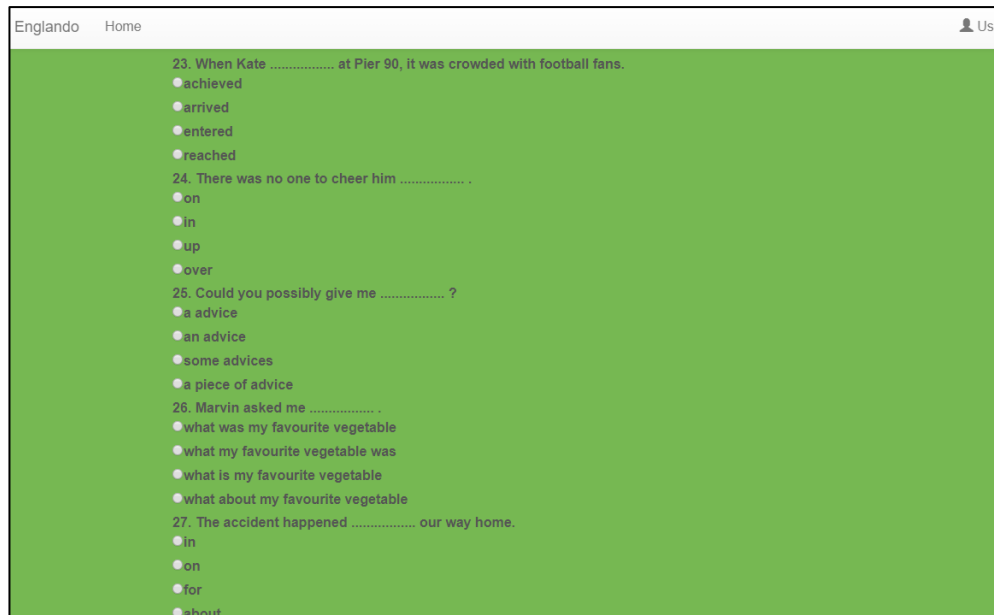 Englando Home Us
23. When Kate ................. at Pier 90, it was crowded with football fans.
achieved
arrived
entered
reached
24. There was no one to cheer him ................. .
on
in
up
over
25. Could you possibly give me ................. ?
a advice
an advice
some advices
a piece of advice
26. Marvin asked me ................. .
what was my favourite vegetable
what my favourite vegetable was
what is my favourite vegetable
what about my favourite vegetable
27. The accident happened ................. our way home.
in
on
for
about